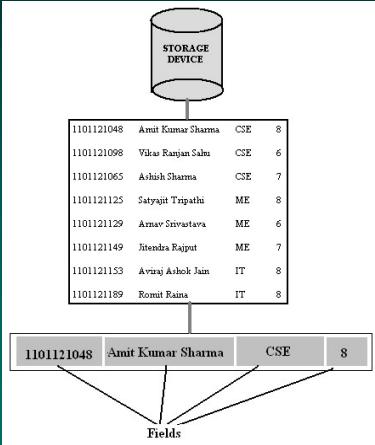 STORAGE
DEVICE
1101121048 Amit Kumar Sharma CSE 8
1101121098 Vikas Ranjan Sahu CSE 6
1101121065 Ashish Sharma CSE 7
1101121125 Satyajit Tripathi ME 8
1101121129 Arnav Srivastava ME 6
1101121149 Jitendra Rajput ME 7
1101121153 Aviraj Ashok Jain IT 8
1101121189 Romit Raina IT 8
1101121048 Amit Kumar Sharma CSE 8
Fields